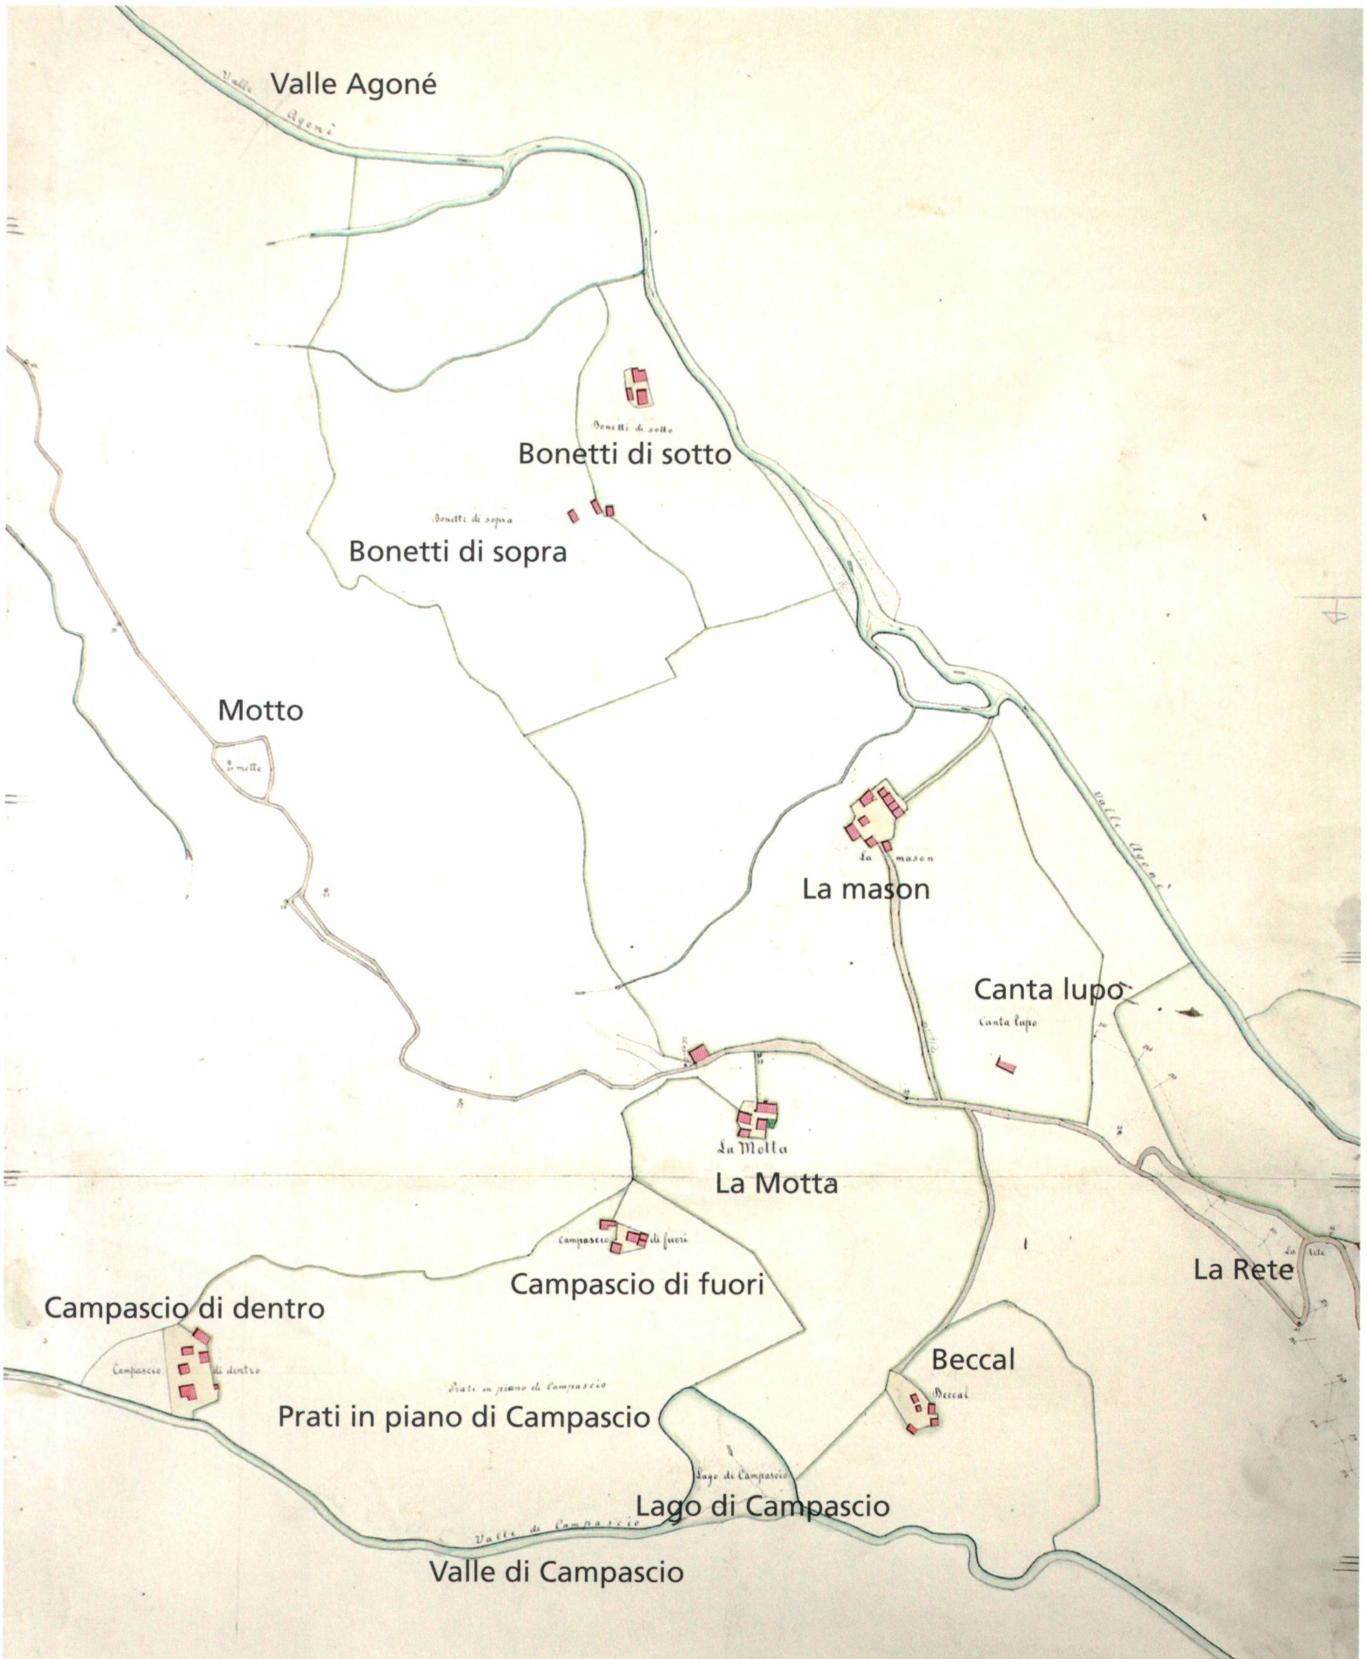 Valle Agoné
Valle Agonè
Bonetti di sotto
Bonetti di sotto
Bonetti di sopra
Bonetti di sopra
Motto
motto
Valle Agonè
La mason
La mason
Canta lupo
Canta lupo
La Motta
La Motta
Campascio di fuori
Campascio di fuori
La rete
La Rete
Campascio di dentro
Campascio di dentro
Beccal
Beccal
Prati in piano di Campascio
Prati in piano di Campascio
Lago di Campascio
Lago di Campascio
Valle di Campascio
Valle di Campascio